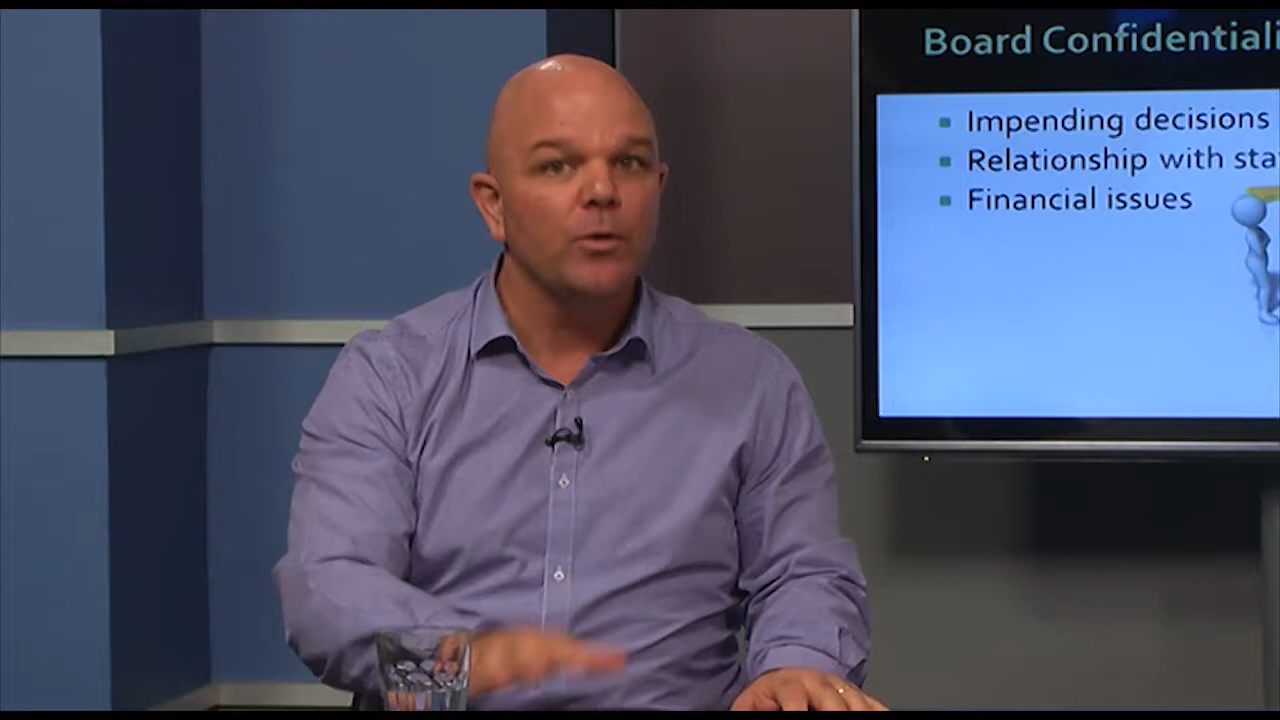 Board Confidentiali
Impending decisions
Relationship with sta
Financial issues